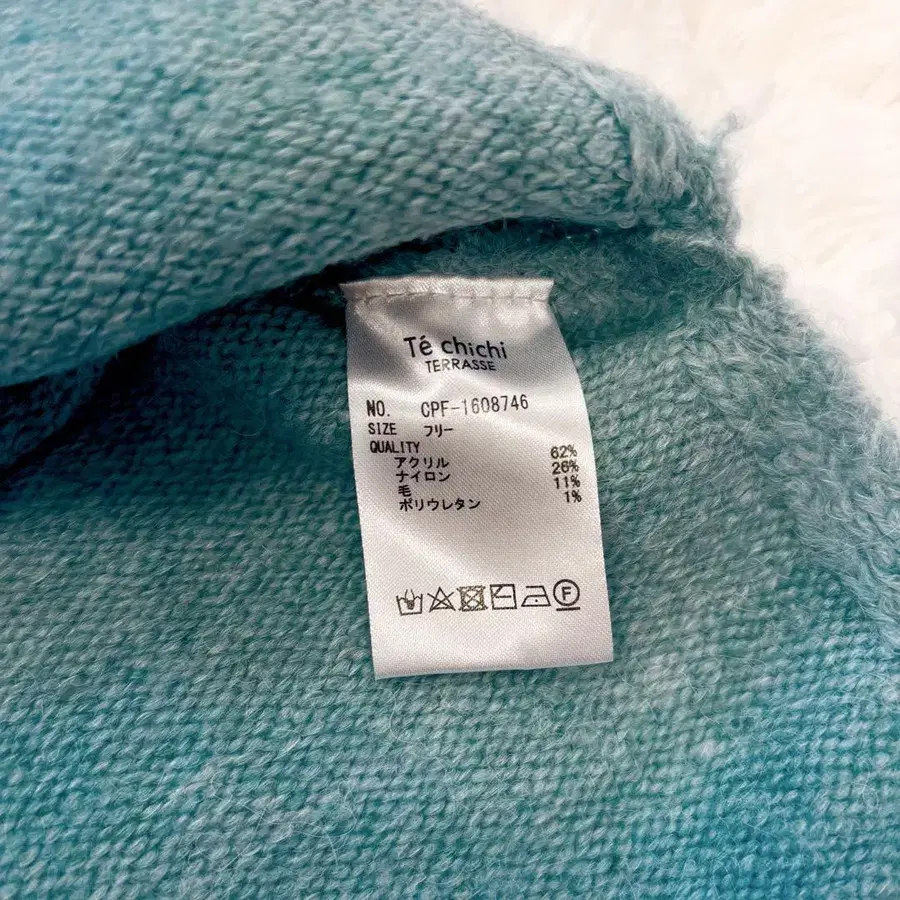 Té chichi
TERRASSE
NO. CPF-1608746
SIZE フリー
QUALITY
アクリル 62%
ナイロン 26%
毛 11%
ポリウレタン 1%
F